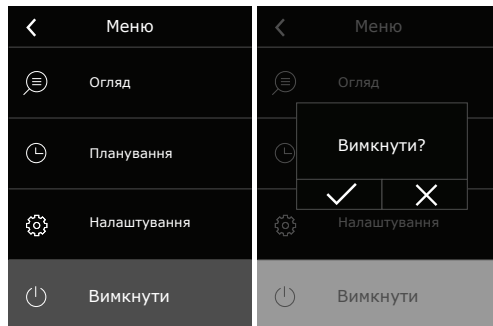 Меню
Огляд
Планування
Налаштування
Вимкнути
Меню
Огляд
Вимкнути?
Налаштування
Вимкнути